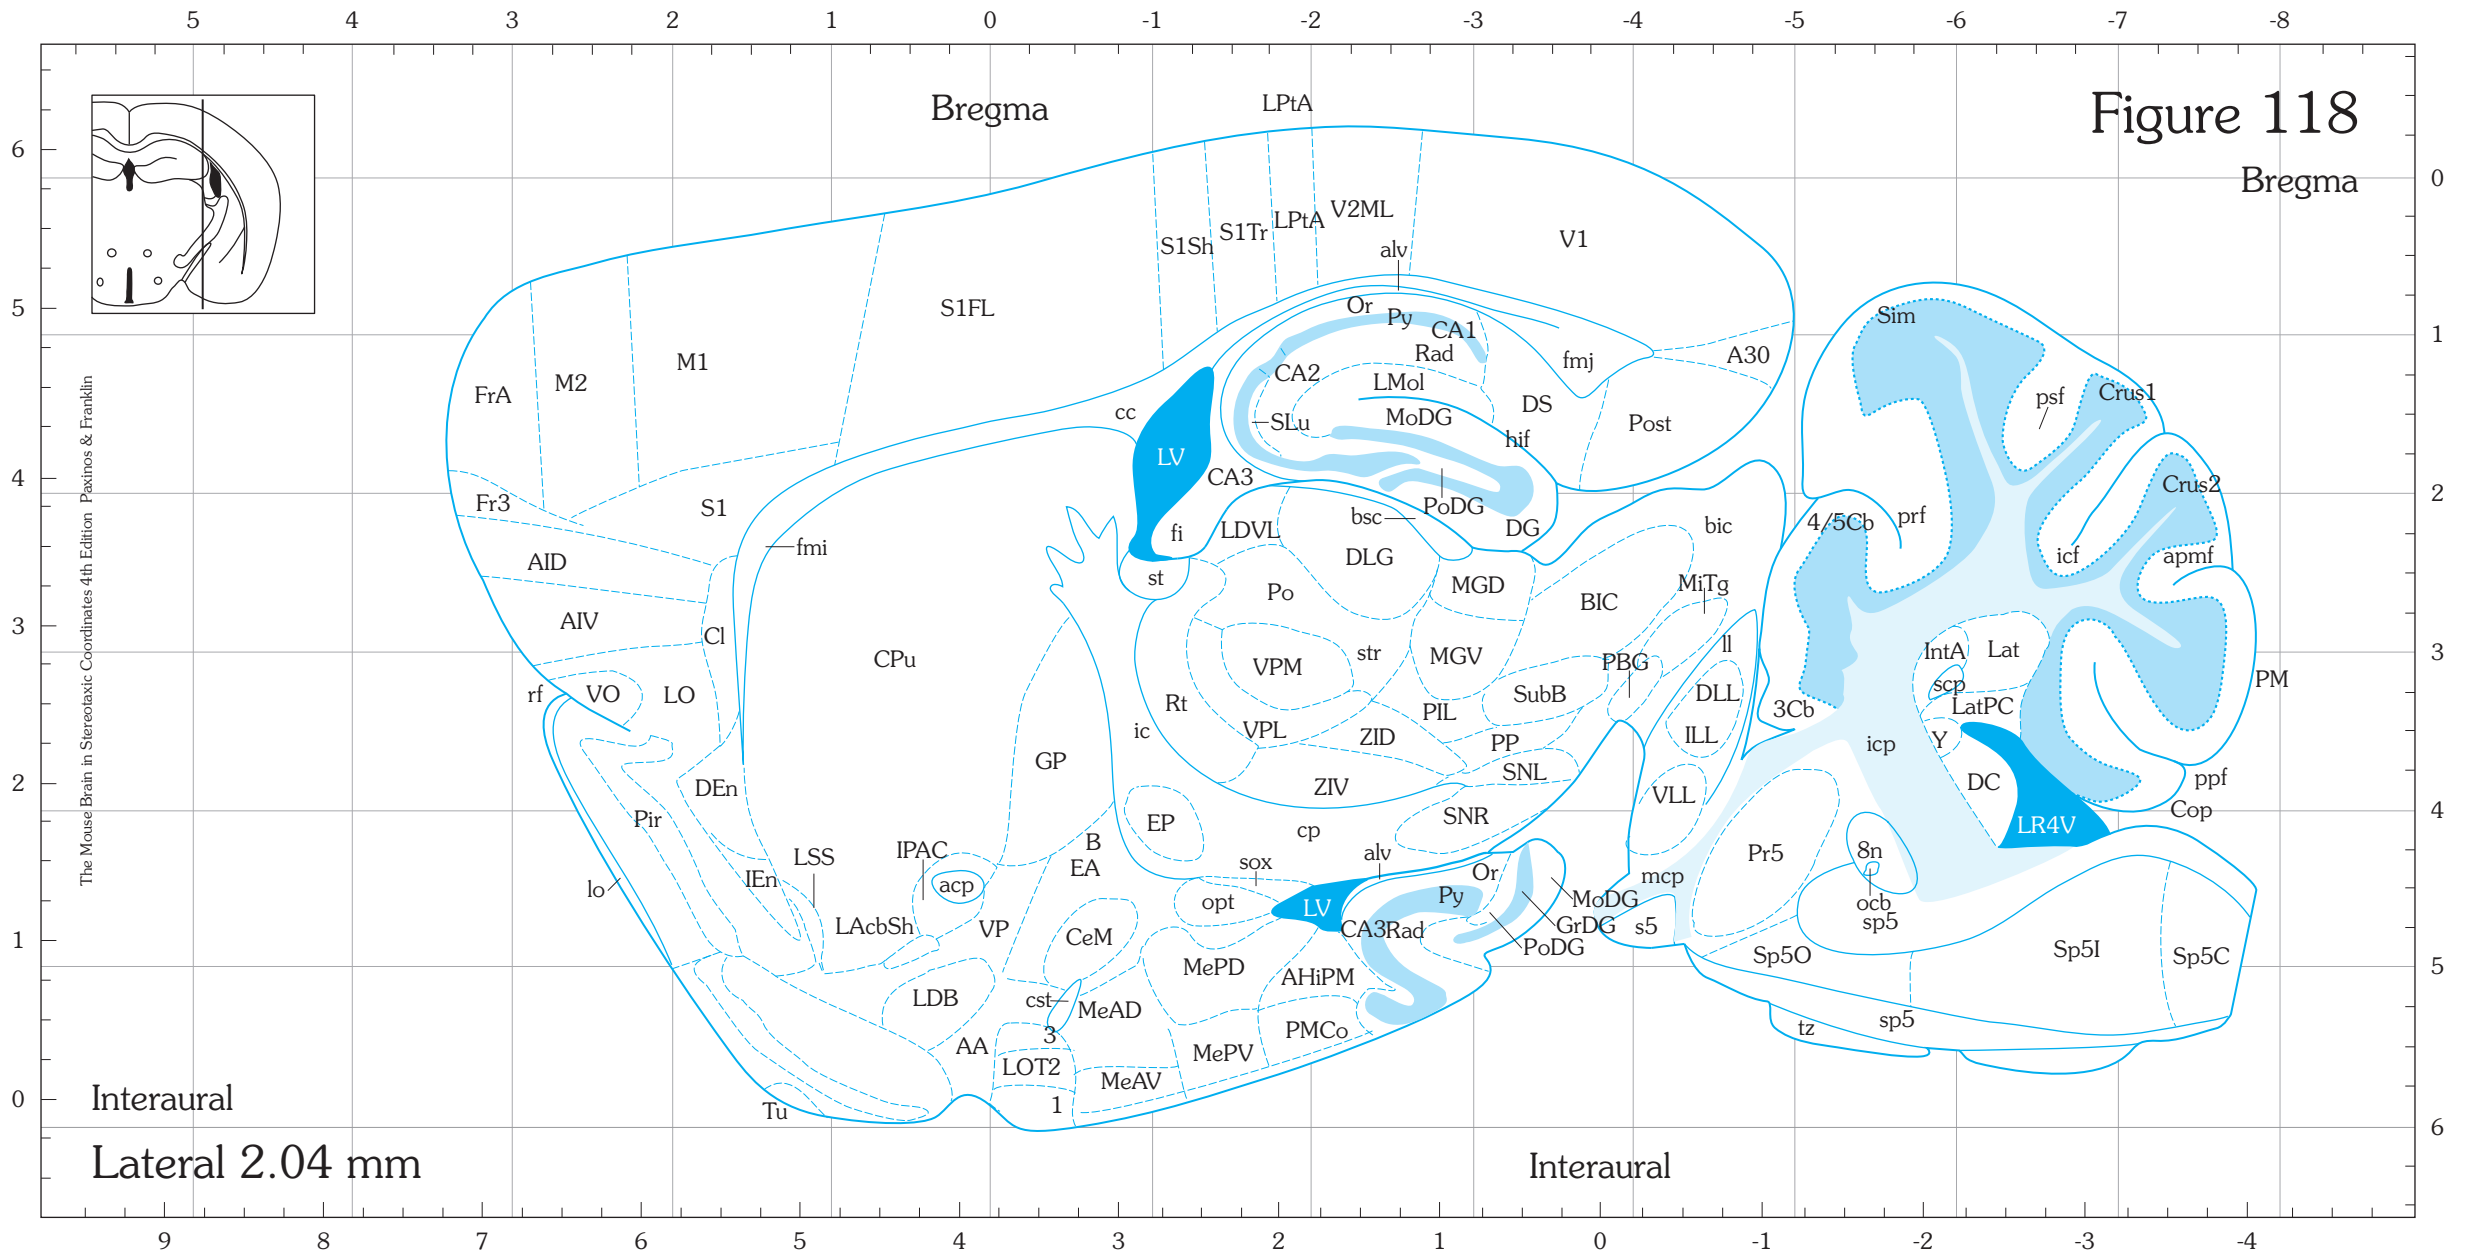 5 4 3 2 1 0 -1 -2 -3 -4 -5 -6 -7 -8
Figure 118
Bregma
Bregma
LPtA
6 0
S1Sh S1Tr LPtA V2ML
V1
alv
5 S1FL Or Py CA1 Sim 1
M1 M2 FrA
CA2 Rad LMol fmj A30
psf Crus1
cc SLu MoDG DS Post
hif
LV
4 CA3 Crus2 2
Fr3 S1 PoDG
bsc
fi LDVL DG bic 4/5Cb prf
fmi
AID st DLG icf apmf
Po MGD MiTg
BIC
3 AIV Cl 3
CPu VPM str MGV PBG ll IntA Lat
rf VO LO SubB DLL scp PM
Rt PIL 3Cb LatPC
ic VPL ZID PP ILL icp Y
GP SNL
2 DEn ZIV VLL DC ppf
Pir EP cp SNR Cop 4
LR4V
B
LSS IPAC EA sox alv Pr5 8n
lo IEn acp Or mcp
opt LV Py MoDG ocb
LAcbSh VP CA3 Rad GrDG s5 sp5
1 CeM PoDG
MePD Sp5O Sp5I Sp5C 5
AHiPM
LDB cst MeAD
3 PMCo tz sp5
AA LOT2 MePV
MeAV
0 Interaural Tu 1
6
Lateral 2.04 mm
Interaural
9 8 7 6 5 4 3 2 1 0 -1 -2 -3 -4
The Mouse Brain in Stereotaxic Coordinates 4th Edition Paxinos & Franklin